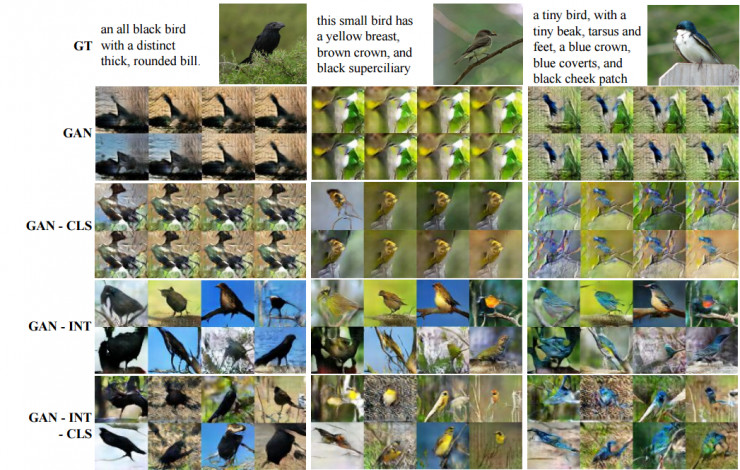 GT
an all black bird
with a distinct
thick, rounded bill.
this small bird has
a yellow breast,
brown crown, and
black superciliary
a tiny bird, with a
tiny beak, tarsus and
feet, a blue crown,
blue coverts, and
black cheek patch
GAN
GAN - CLS
GAN - INT
GAN - INT
- CLS